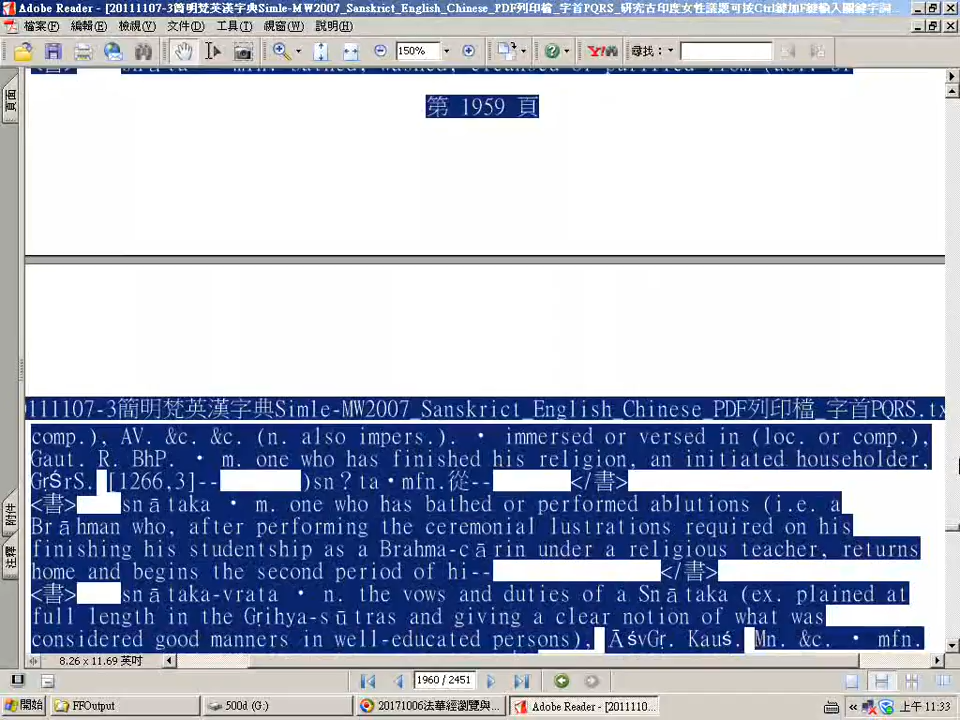 Adobe Reader - [20111107-3簡明梵英漢字典Simle-MW2007_Sanskrict_English_Chinese_PDF列印檔_字首PQRS_研究古印度女性議題可按Ctrl鍵加F鍵輸入關鍵字詞...
檔案(F) 編輯(E) 檢視(V) 文件(D) 工具(T) 視窗(W) 說明(H)
150% Y! 尋找:
頁面
第 1959 頁
0111107-3簡明梵英漢字典Simle-MW2007_Sanskrict_English_Chinese_PDF列印檔_字首PQRS.tx
comp.), AV. &c. &c. (n. also impers.). • immersed or versed in (loc. or comp.),
Gaut. R. BhP. • m. one who has finished his religion, an initiated householder,
GṛŚrS. [1266,3]-- )sn？ta•mfn.從-- </書>
<書> snātaka • m. one who has bathed or performed ablutions (i.e. a
Brāhman who, after performing the ceremonial lustrations required on his
finishing his studentship as a Brahma-cārin under a religious teacher, returns
home and begins the second period of hi-- </書>
<書> snātaka-vrata • n. the vows and duties of a Snātaka (ex. plained at
full length in the Gṛihya-sūtras and giving a clear notion of what was
considered good manners in well-educated persons), ĀśvGṛ. Kauś. Mn. &c. • mfn.
附件
注釋
8.26 x 11.69 英吋
1960 / 2451
開始 FFOutput 500d (G:) 20171006法華經瀏覽與... Adobe Reader - [2011110... 上午 11:33